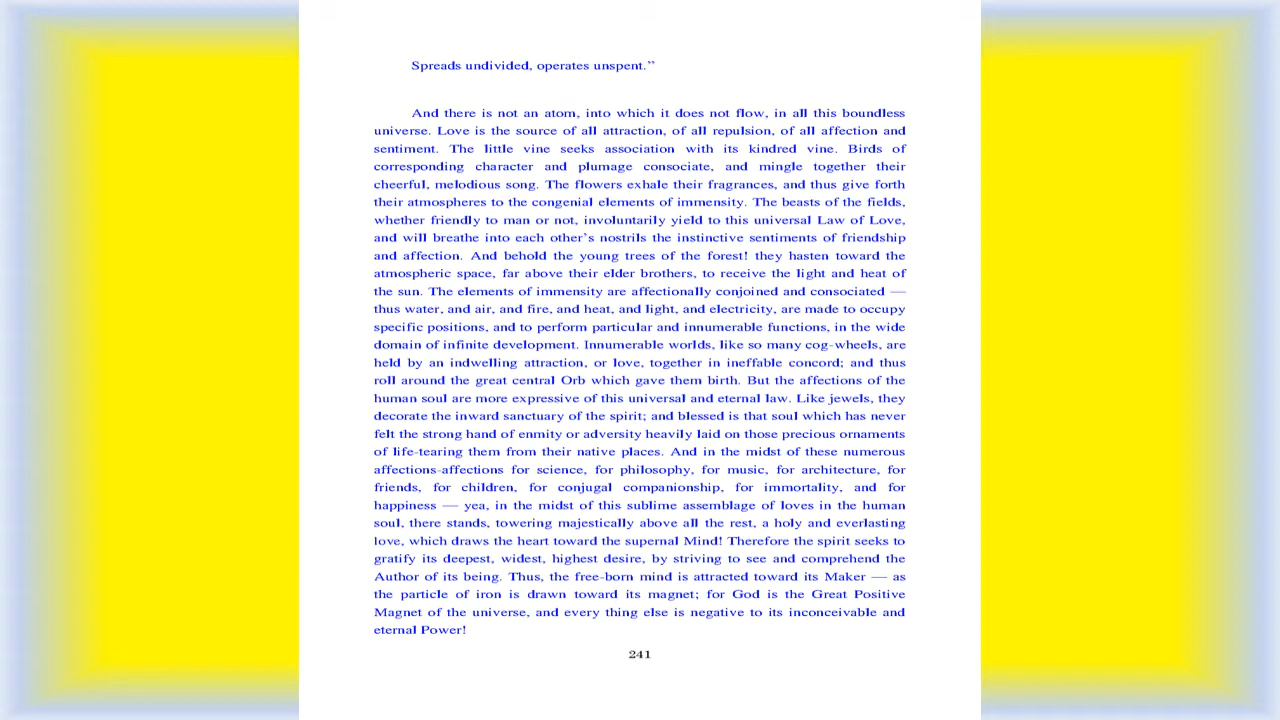 Spreads undivided, operates unspent.”
And there is not an atom, into which it does not flow, in all this boundless
universe. Love is the source of all attraction, of all repulsion, of all affection and
sentiment. The little vine seeks association with its kindred vine. Birds of
corresponding character and plumage consociate, and mingle together their
cheerful, melodious song. The flowers exhale their fragrances, and thus give forth
their atmospheres to the congenial elements of immensity. The beasts of the fields,
whether friendly to man or not, involuntarily yield to this universal Law of Love,
and will breathe into each other’s nostrils the instinctive sentiments of friendship
and affection. And behold the young trees of the forest! they hasten toward the
atmospheric space, far above their elder brothers, to receive the light and heat of
the sun. The elements of immensity are affectionally conjoined and consociated —
thus water, and air, and fire, and heat, and light, and electricity, are made to occupy
specific positions, and to perform particular and innumerable functions, in the wide
domain of infinite development. Innumerable worlds, like so many cog-wheels, are
held by an indwelling attraction, or love, together in ineffable concord; and thus
roll around the great central Orb which gave them birth. But the affections of the
human soul are more expressive of this universal and eternal law. Like jewels, they
decorate the inward sanctuary of the spirit; and blessed is that soul which has never
felt the strong hand of enmity or adversity heavily laid on those precious ornaments
of life-tearing them from their native places. And in the midst of these numerous
affections-affections for science, for philosophy, for music, for architecture, for
friends, for children, for conjugal companionship, for immortality, and for
happiness — yea, in the midst of this sublime assemblage of loves in the human
soul, there stands, towering majestically above all the rest, a holy and everlasting
love, which draws the heart toward the supernal Mind! Therefore the spirit seeks to
gratify its deepest, widest, highest desire, by striving to see and comprehend the
Author of its being. Thus, the free-born mind is attracted toward its Maker — as
the particle of iron is drawn toward its magnet; for God is the Great Positive
Magnet of the universe, and every thing else is negative to its inconceivable and
eternal Power!
241